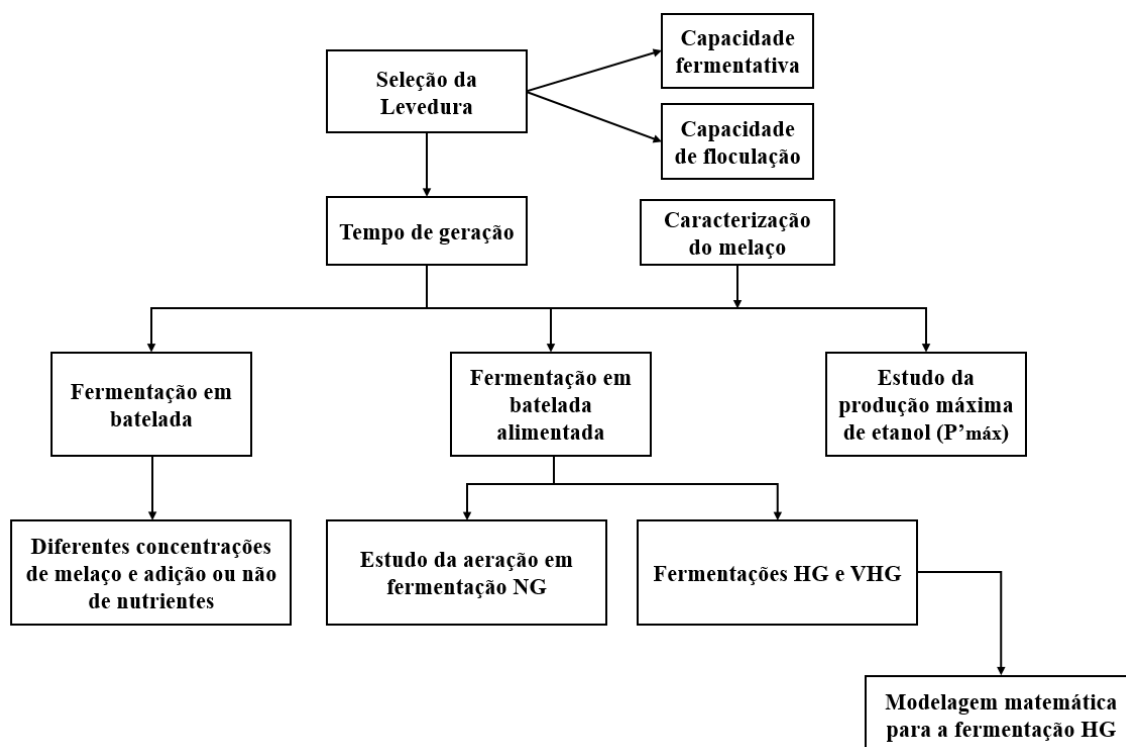 Capacidade
fermentativa
Seleção da
Levedura
Capacidade
de floculação
Tempo de geração
Caracterização
do melaço
Fermentação em
batelada
Fermentação em
batelada
alimentada
Estudo da
produção máxima
de etanol (P’máx)
Diferentes concentrações
de melaço e adição ou não
de nutrientes
Estudo da aeração em
fermentação NG
Fermentações HG e VHG
Modelagem matemática
para a fermentação HG